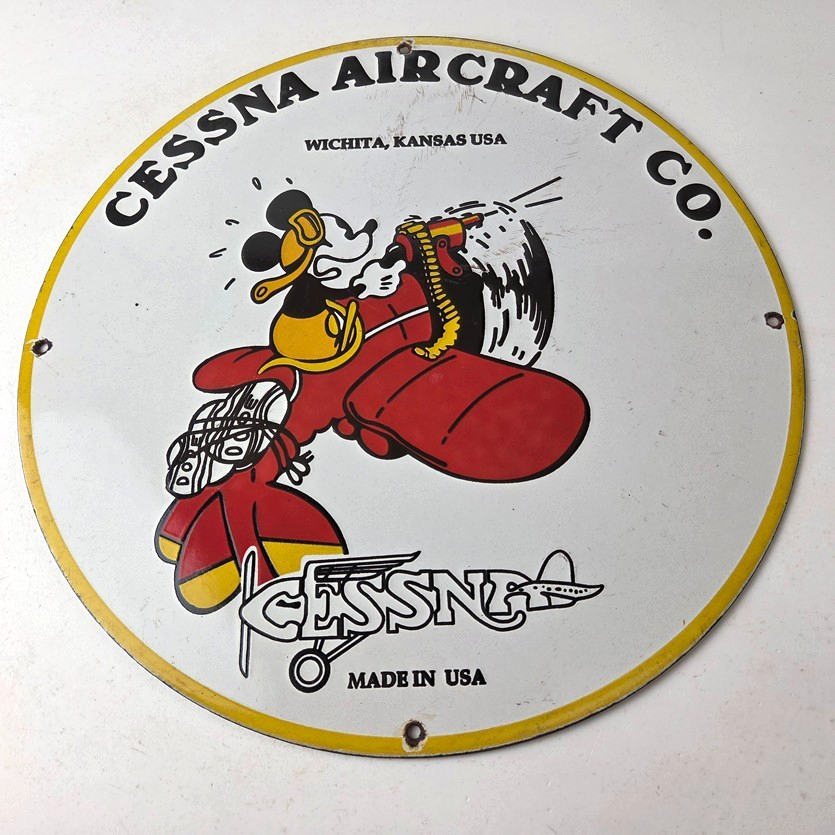 CESSNA AIRCRAFT CO.
WICHITA, KANSAS USA
CESSNA
MADE IN USA